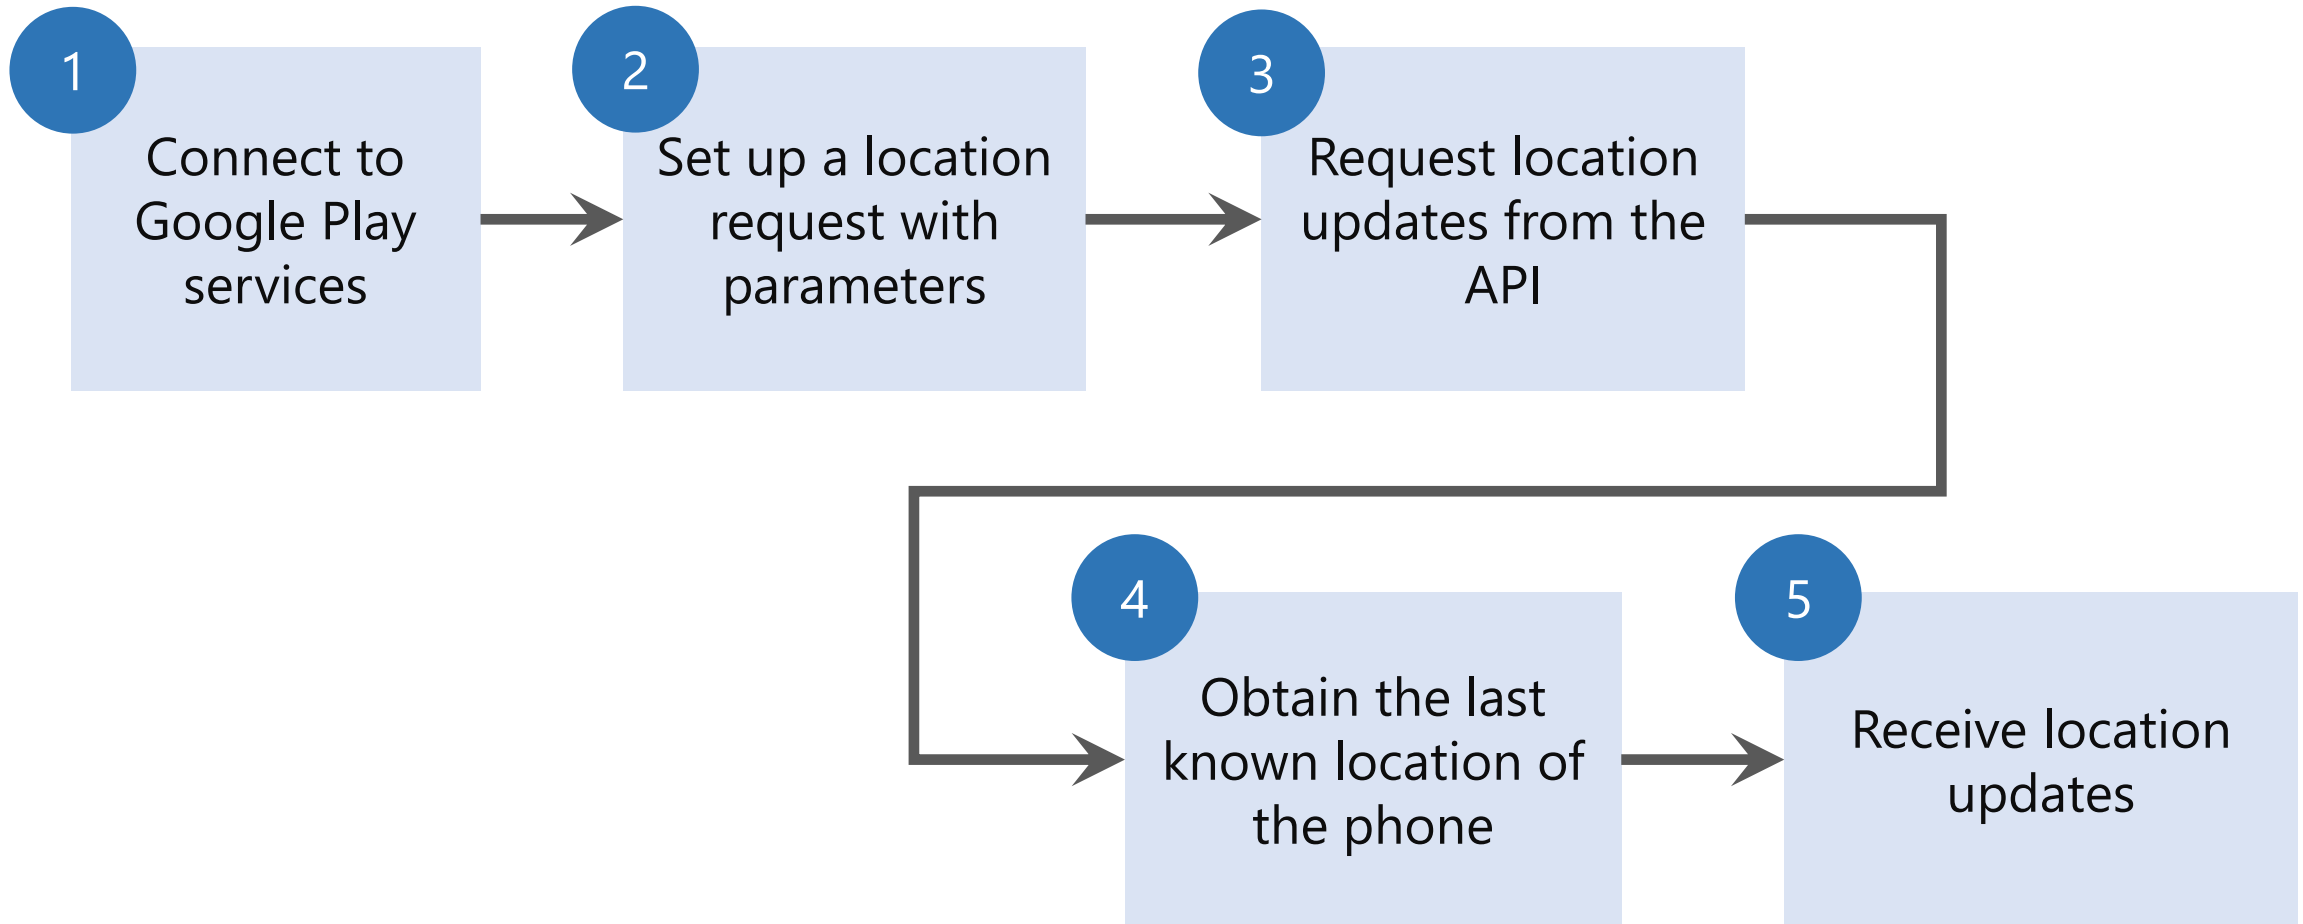 1
Connect to
Google Play
services
2
Set up a location
request with
parameters
3
Request location
updates from the
API
4
Obtain the last
known location of
the phone
5
Receive location
updates